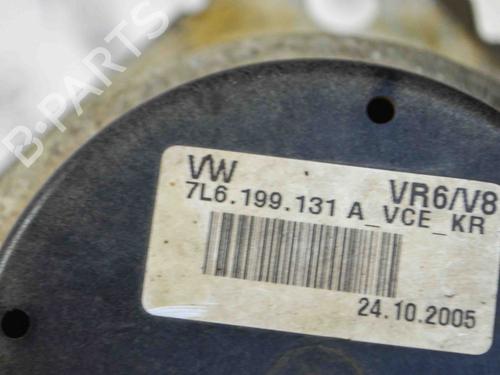 B-PARTS
VW
VR6/V8
7L6.199.131 A_VCE_KR
24.10.2005